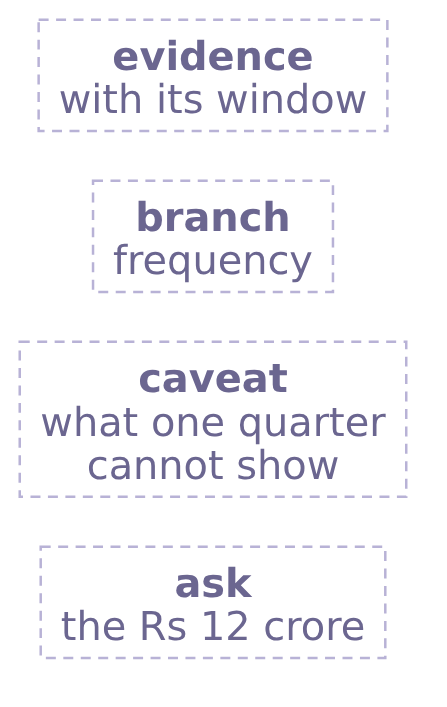 evidence
with its window
branch
frequency
caveat
what one quarter
cannot show
ask
the Rs 12 crore